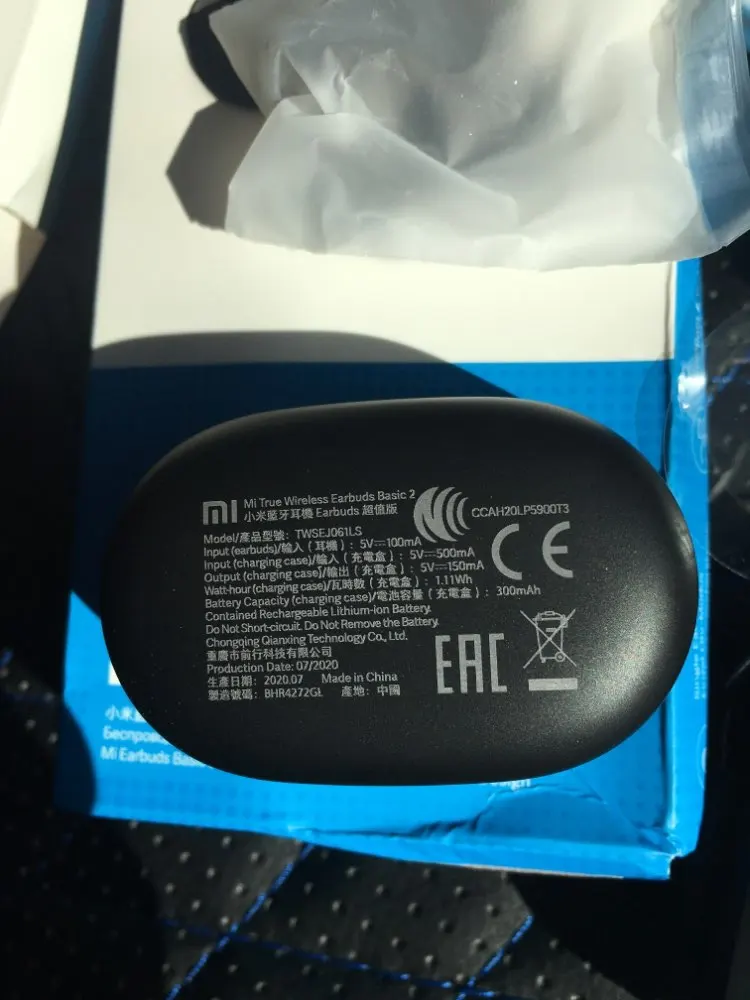 mi Mi True Wireless Earbuds Basic 2
小米藍牙耳機 Earbuds 超值版
CCAH20LP5900T3
Model/產品型號: TWSEJ061LS
Input (earbuds)/輸入（耳機）: 5V⎓100mA
Input (charging case)/輸入（充電盒）: 5V⎓500mA
Output (charging case)/輸出（充電盒）: 5V⎓150mA
Watt-hour (charging case)/瓦時數（充電盒）: 1.11Wh
Battery Capacity (charging case)/電池容量（充電盒）: 300mAh
Contained Rechargeable Lithium-ion Battery.
Do Not Short-circuit. Do Not Remove the Battery.
Chongqing Qianxing Technology Co., Ltd.
重慶市前行科技有限公司
Production Date: 07/2020
生產日期: 2020.07 Made in China
製造號碼: BHR4272GL 產地: 中國
CE
EAC
小米
Mi Earbuds